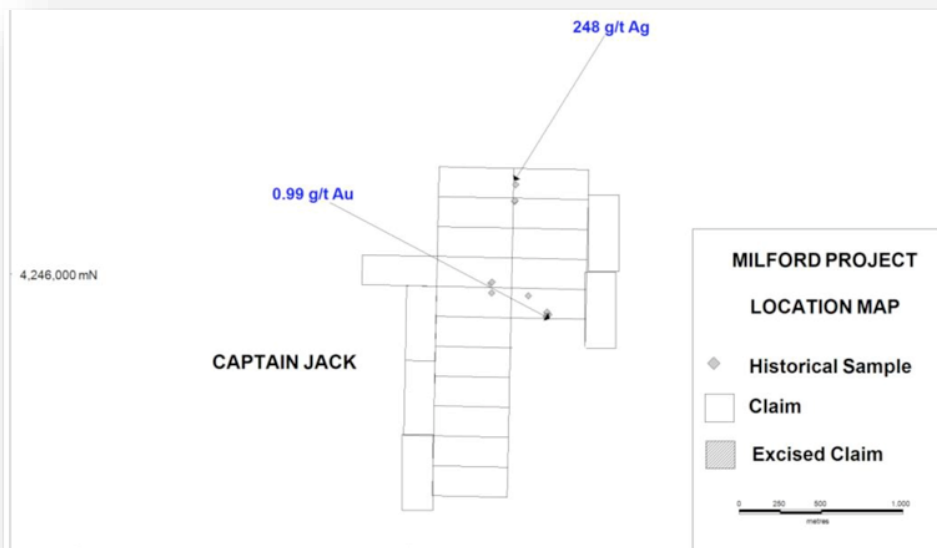 248 g/t Ag
0.99 g/t Au
4,246,000 mN
CAPTAIN JACK
MILFORD PROJECT
LOCATION MAP
Historical Sample
Claim
Excised Claim
0 250 500 1,000
metres